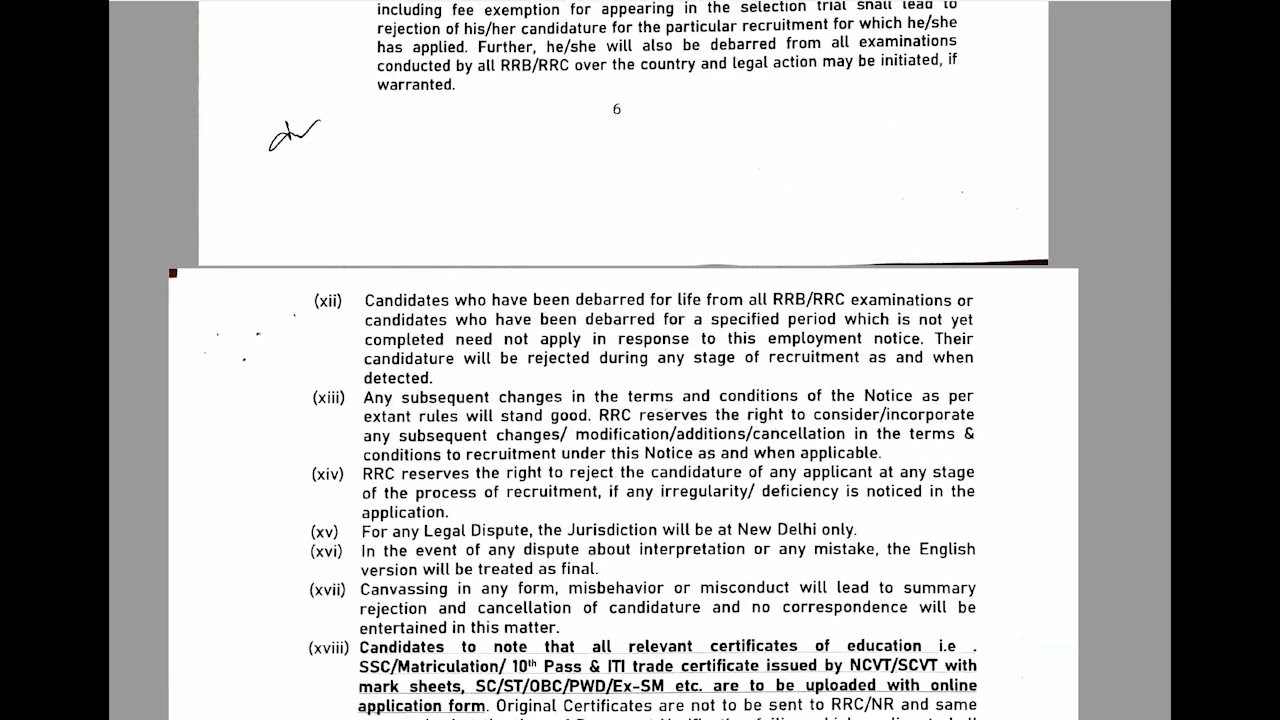 including fee exemption for appearing in the selection trial shall lead to
rejection of his/her candidature for the particular recruitment for which he/she
has applied. Further, he/she will also be debarred from all examinations
conducted by all RRB/RRC over the country and legal action may be initiated, if
warranted.
6
(xii) Candidates who have been debarred for life from all RRB/RRC examinations or
candidates who have been debarred for a specified period which is not yet
completed need not apply in response to this employment notice. Their
candidature will be rejected during any stage of recruitment as and when
detected.
(xiii) Any subsequent changes in the terms and conditions of the Notice as per
extant rules will stand good. RRC reserves the right to consider/incorporate
any subsequent changes/ modification/additions/cancellation in the terms &
conditions to recruitment under this Notice as and when applicable.
(xiv) RRC reserves the right to reject the candidature of any applicant at any stage
of the process of recruitment, if any irregularity/ deficiency is noticed in the
application.
(xv) For any Legal Dispute, the Jurisdiction will be at New Delhi only.
(xvi) In the event of any dispute about interpretation or any mistake, the English
version will be treated as final.
(xvii) Canvassing in any form, misbehavior or misconduct will lead to summary
rejection and cancellation of candidature and no correspondence will be
entertained in this matter.
(xviii) Candidates to note that all relevant certificates of education i.e .
SSC/Matriculation/ 10th Pass & ITI trade certificate issued by NCVT/SCVT with
mark sheets, SC/ST/OBC/PWD/Ex-SM etc. are to be uploaded with online
application form. Original Certificates are not to be sent to RRC/NR and same